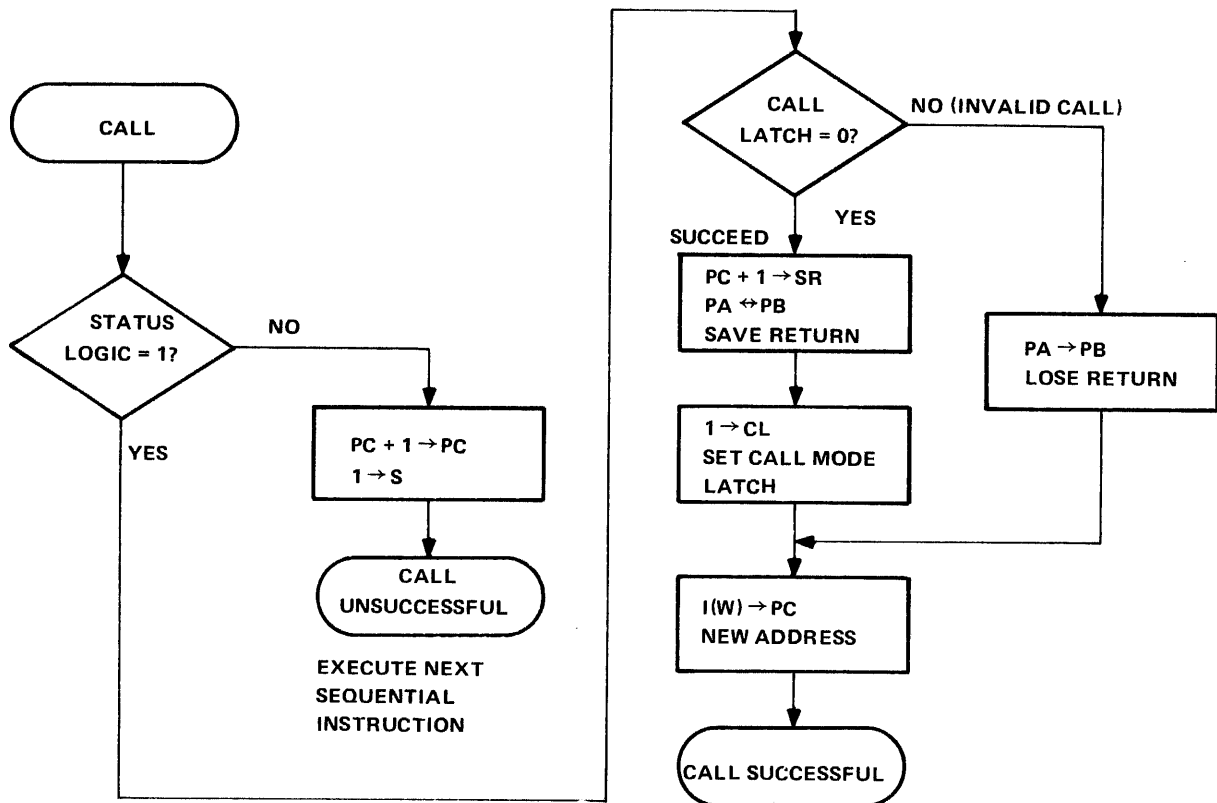 CALL
STATUS
LOGIC = 1?
NO
YES
PC + 1 → PC
1 → S
CALL
UNSUCCESSFUL
EXECUTE NEXT
SEQUENTIAL
INSTRUCTION
CALL
LATCH = 0?
NO (INVALID CALL)
YES
SUCCEED
PC + 1 → SR
PA ↔ PB
SAVE RETURN
PA → PB
LOSE RETURN
1 → CL
SET CALL MODE
LATCH
I(W) → PC
NEW ADDRESS
CALL SUCCESSFUL